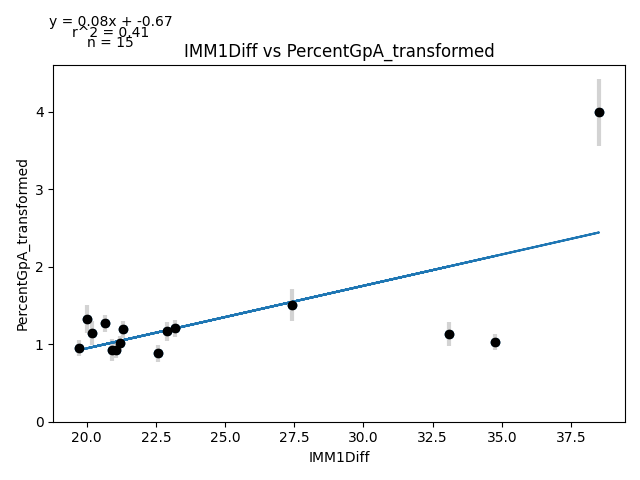 y = 0.08x + -0.67
r^2 = 0.41
n = 15
IMM1Diff vs PercentGpA_transformed
PercentGpA_transformed
4
3
2
1
0
20.0 22.5 25.0 27.5 30.0 32.5 35.0 37.5
IMM1Diff